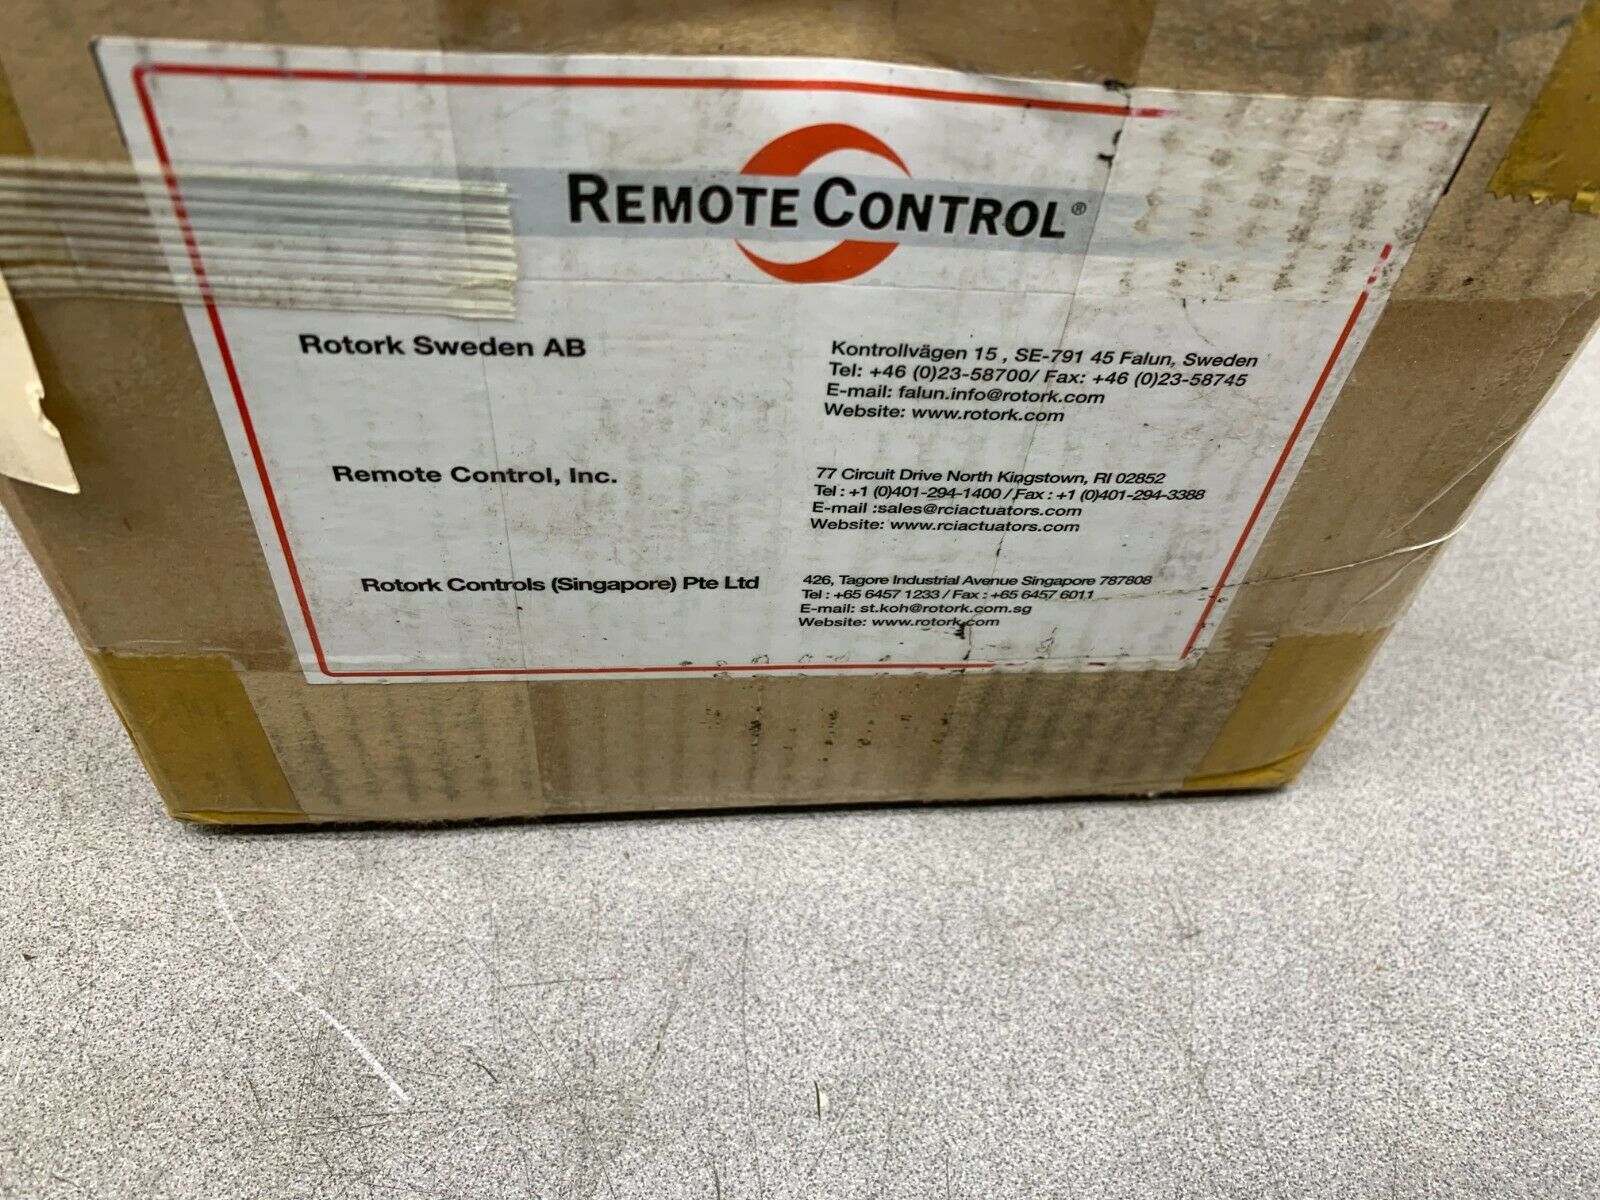 REMOTE CONTROL®
Rotork Sweden AB
Kontrollvägen 15 , SE-791 45 Falun, Sweden
Tel: +46 (0)23-58700/ Fax: +46 (0)23-58745
E-mail: falun.info@rotork.com
Website: www.rotork.com
Remote Control, Inc.
77 Circuit Drive North Kingstown, RI 02852
Tel : +1 (0)401-294-1400 / Fax : +1 (0)401-294-3388
E-mail :sales@rciactuators.com
Website: www.rciactuators.com
Rotork Controls (Singapore) Pte Ltd
426, Tagore Industrial Avenue Singapore 787808
Tel : +65 6457 1233 / Fax : +65 6457 6011
E-mail: st.koh@rotork.com.sg
Website: www.rotork.com